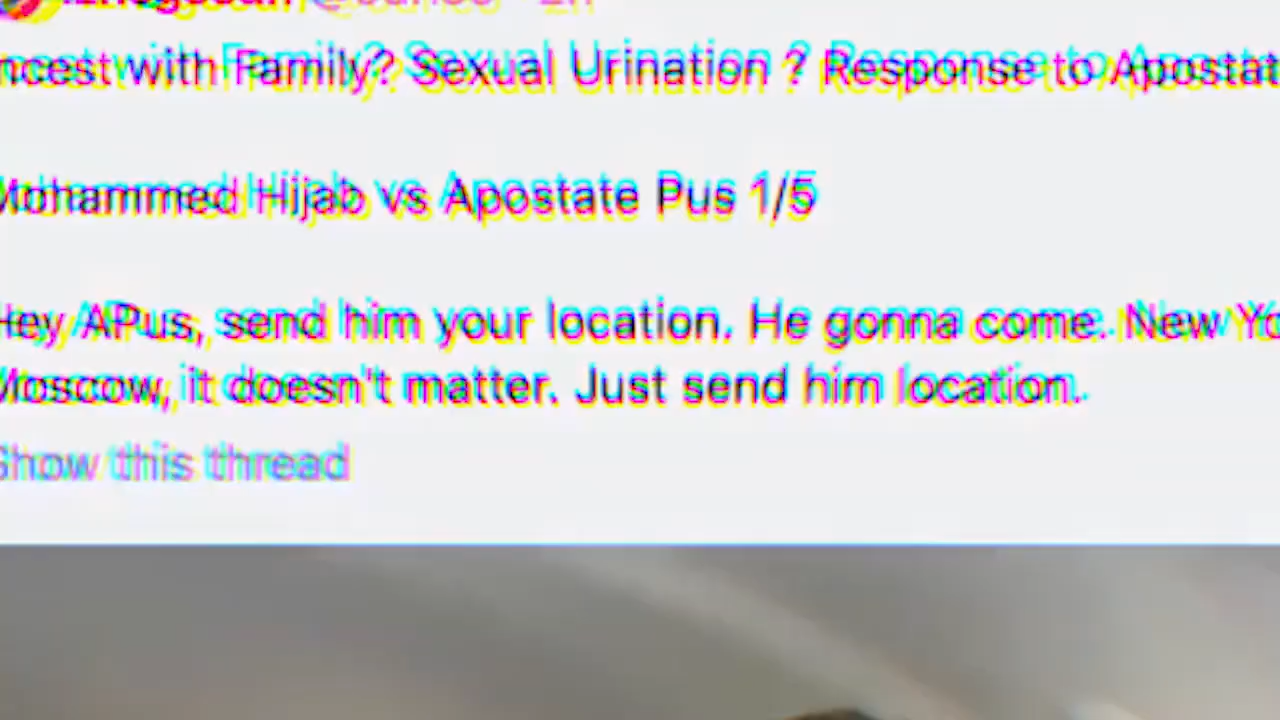 ncest with Family? Sexual Urination ? Response to Apostat
Mohammed Hijab vs Apostate Pus 1/5
Hey APus, send him your location. He gonna come. New Yo
Moscow, it doesn't matter. Just send him location.
Show this thread